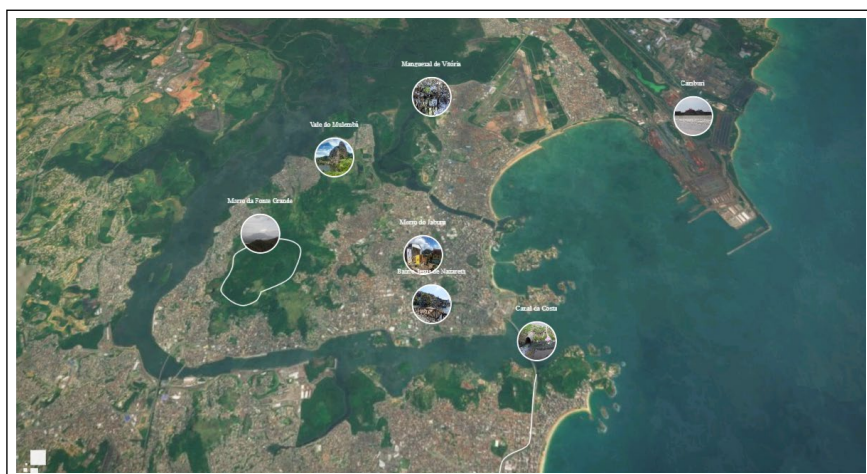 Manguezal de Vitória
Camburi
Vale do Mulembá
Morro da Fonte Grande
Morro do Jaburu
Bairro Jesus de Nazareth
Canal da Costa